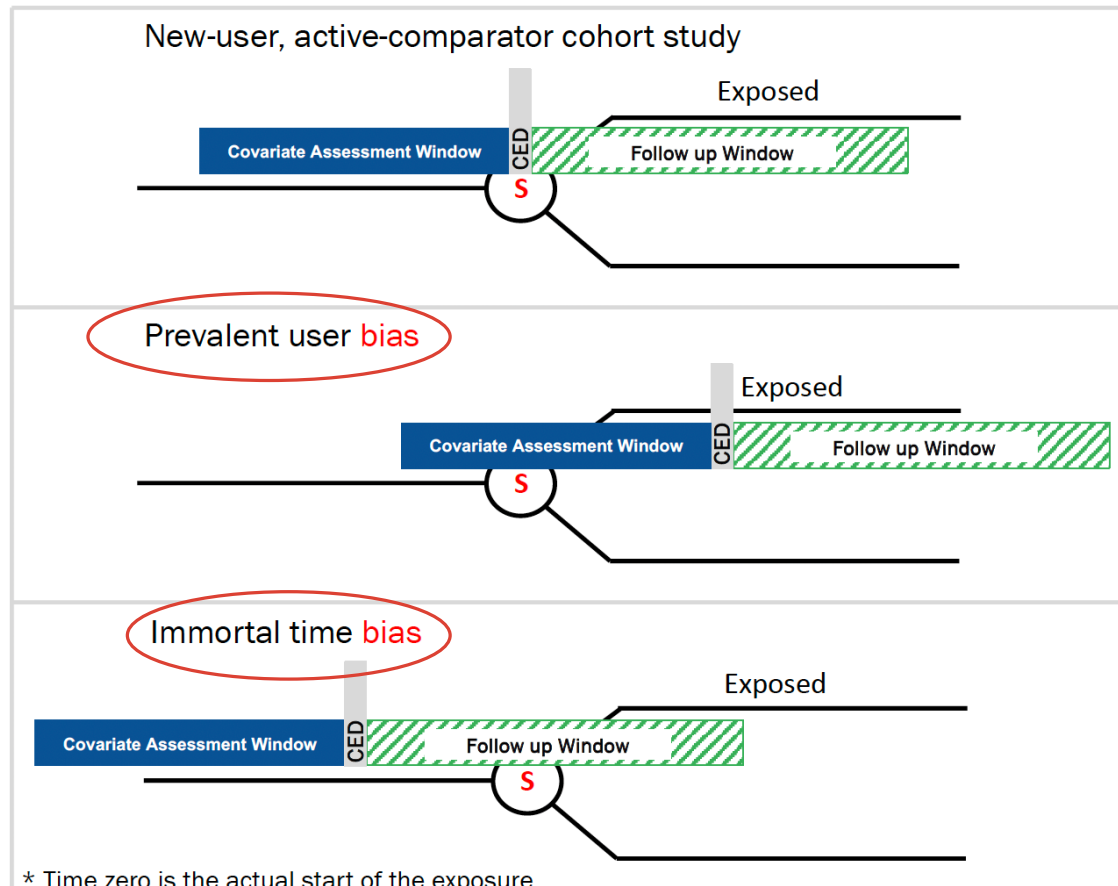 New-user, active-comparator cohort study
Exposed
Covariate Assessment Window
CED
Follow up Window
S
Prevalent user bias
Exposed
Covariate Assessment Window
CED
Follow up Window
S
Immortal time bias
Exposed
Covariate Assessment Window
CED
Follow up Window
S
* Time zero is the actual start of the exposure